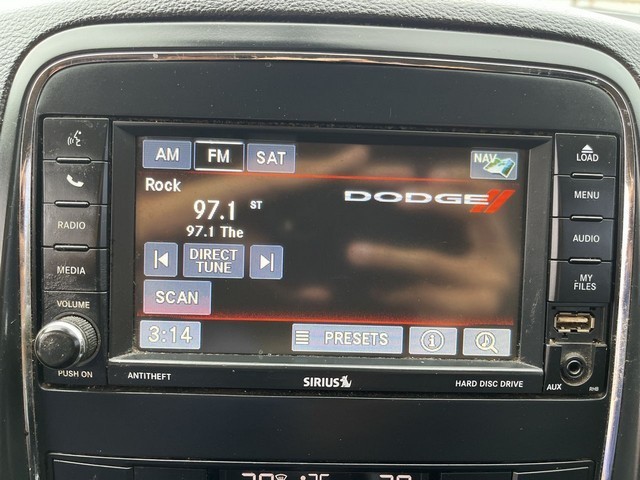 AM FM SAT NAV
Rock
DODGE
97.1 ST
97.1 The
DIRECT
TUNE
SCAN
3:14 PRESETS
RADIO
MEDIA
VOLUME
PUSH ON
LOAD
MENU
AUDIO
MY
FILES
AUX
RHB
ANTITHEFT
SIRIUS
HARD DISC DRIVE